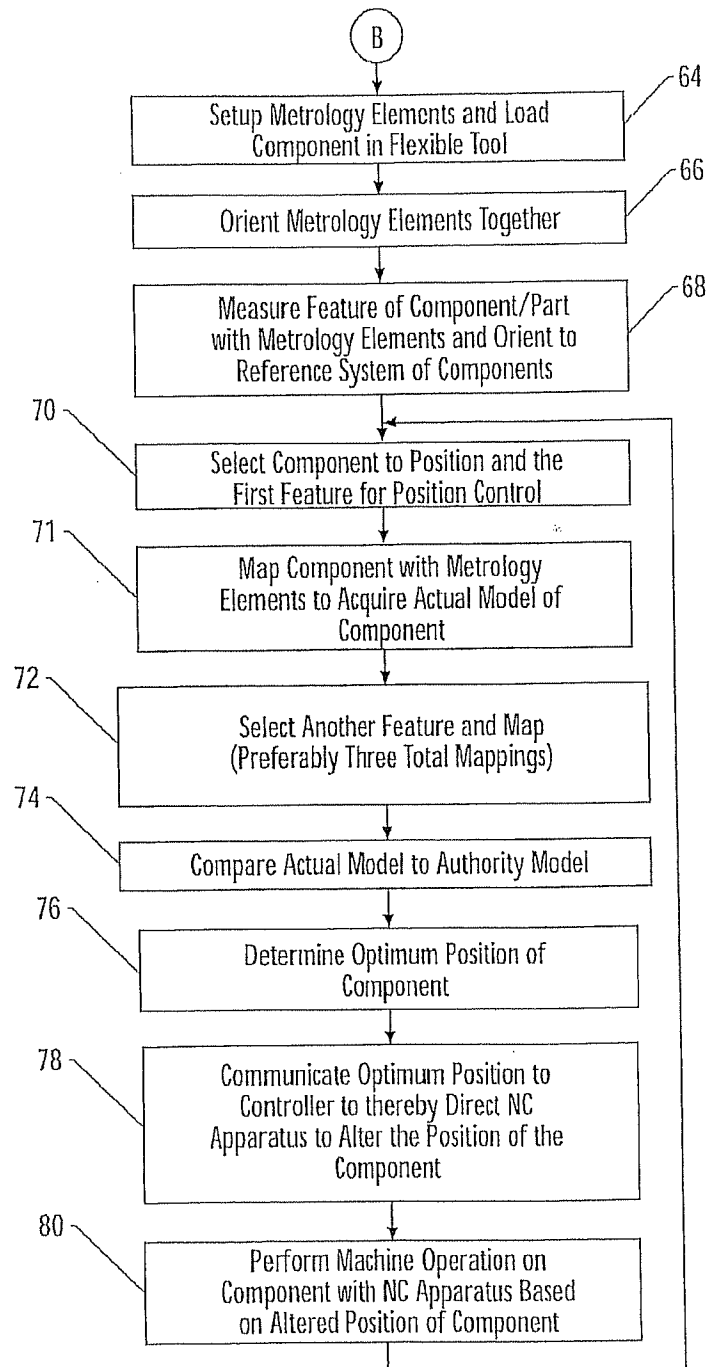 B
64
Setup Metrology Elements and Load
Component in Flexible Tool
66
Orient Metrology Elements Together
68
Measure Feature of Component/Part
with Metrology Elements and Orient to
Reference System of Components
70
Select Component to Position and the
First Feature for Position Control
71
Map Component with Metrology
Elements to Acquire Actual Model of
Component
72
Select Another Feature and Map
(Preferably Three Total Mappings)
74
Compare Actual Model to Authority Model
76
Determine Optimum Position of
Component
78
Communicate Optimum Position to
Controller to thereby Direct NC
Apparatus to Alter the Position of the
Component
80
Perform Machine Operation on
Component with NC Apparatus Based
on Altered Position of Component